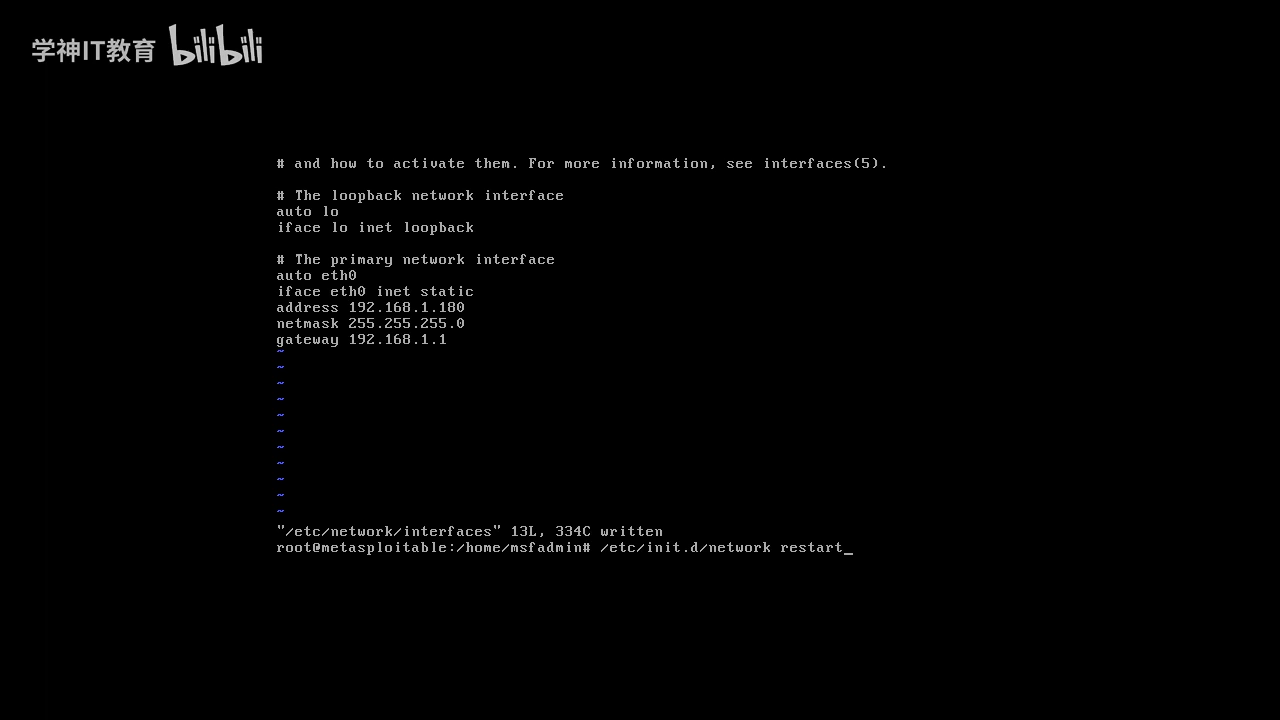 学神IT教育 bilibili
# and how to activate them. For more information, see interfaces(5).
# The loopback network interface
auto lo
iface lo inet loopback
# The primary network interface
auto eth0
iface eth0 inet static
address 192.168.1.180
netmask 255.255.255.0
gateway 192.168.1.1
~
~
~
~
~
~
~
~
~
~
~
"/etc/network/interfaces" 13L, 334C written
root@metasploitable:/home/msfadmin# /etc/init.d/network restart_